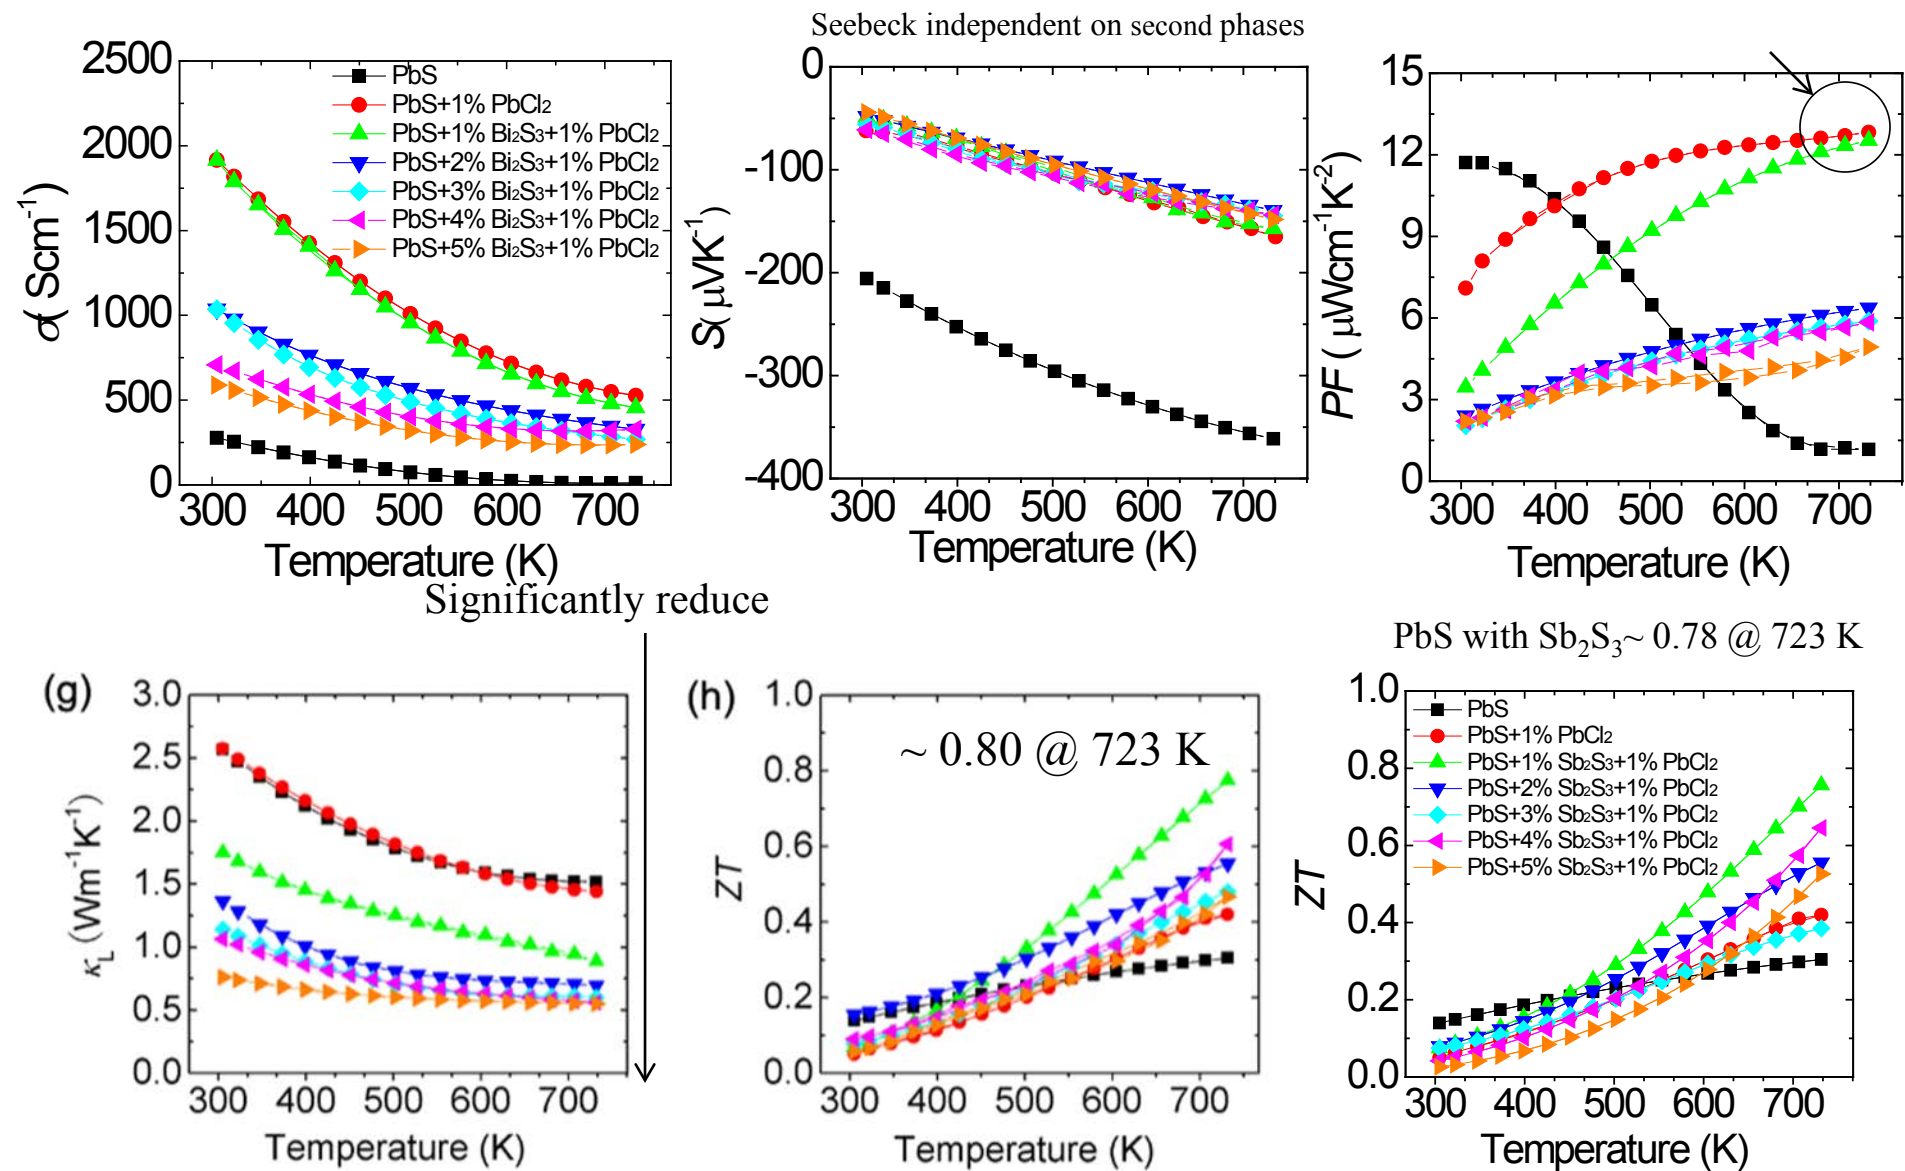 Seebeck independent on second phases
2500
2000
1500
1000
500
0
σ( Scm⁻¹)
PbS
PbS+1% PbCl₂
PbS+1% Bi₂S₃+1% PbCl₂
PbS+2% Bi₂S₃+1% PbCl₂
PbS+3% Bi₂S₃+1% PbCl₂
PbS+4% Bi₂S₃+1% PbCl₂
PbS+5% Bi₂S₃+1% PbCl₂
300 400 500 600 700
Temperature (K)
0
-100
-200
-300
-400
S( μVK⁻¹)
300 400 500 600 700
Temperature (K)
15
12
9
6
3
0
PF ( μWcm⁻¹K⁻²)
300 400 500 600 700
Temperature (K)
Significantly reduce
PbS with Sb₂S₃~ 0.78 @ 723 K
(g)
3.0
2.5
2.0
1.5
1.0
0.5
0.0
κL (Wm⁻¹K⁻¹)
300 400 500 600 700
Temperature (K)
(h)
1.0
0.8
0.6
0.4
0.2
0.0
ZT
~ 0.80 @ 723 K
300 400 500 600 700
Temperature (K)
1.0
0.8
0.6
0.4
0.2
0.0
ZT
PbS
PbS+1% PbCl₂
PbS+1% Sb₂S₃+1% PbCl₂
PbS+2% Sb₂S₃+1% PbCl₂
PbS+3% Sb₂S₃+1% PbCl₂
PbS+4% Sb₂S₃+1% PbCl₂
PbS+5% Sb₂S₃+1% PbCl₂
300 400 500 600 700
Temperature (K)